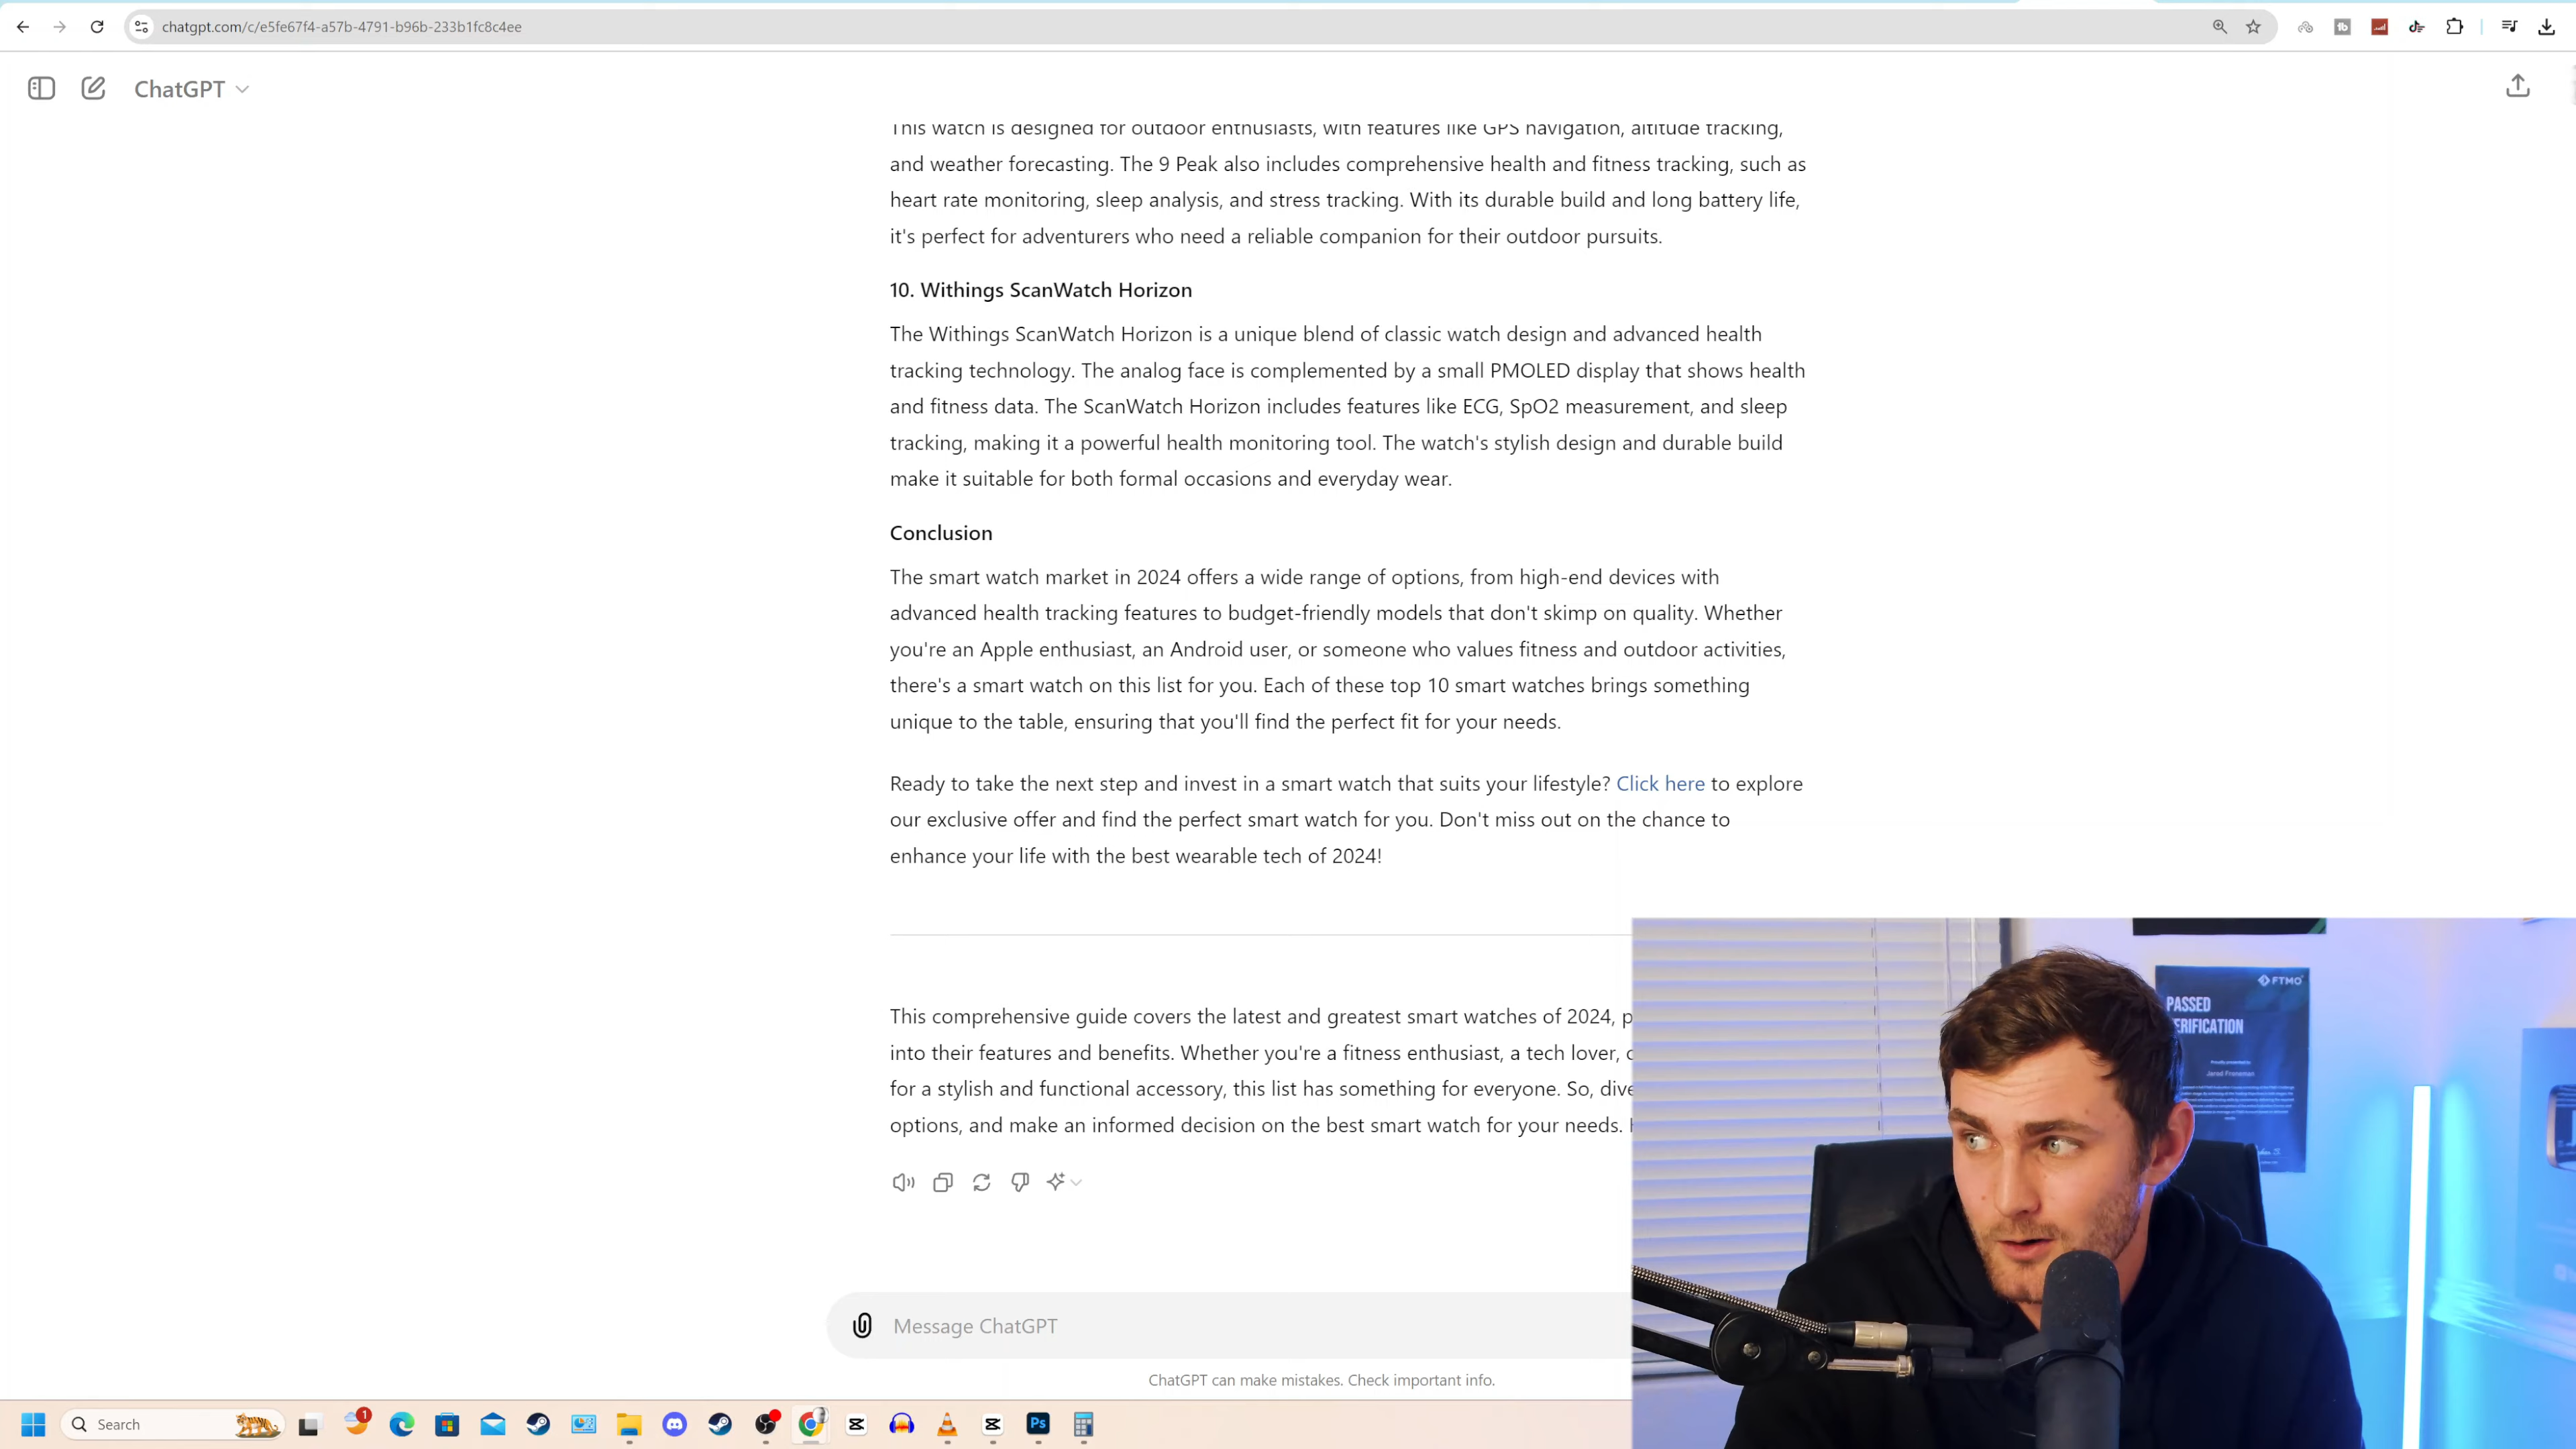 chatgpt.com/c/e5fe67f4-a57b-4791-b96b-233b1fc8c4ee
ChatGPT
This watch is designed for outdoor enthusiasts, with features like GPS navigation, altitude tracking,
and weather forecasting. The 9 Peak also includes comprehensive health and fitness tracking, such as
heart rate monitoring, sleep analysis, and stress tracking. With its durable build and long battery life,
it's perfect for adventurers who need a reliable companion for their outdoor pursuits.
10. Withings ScanWatch Horizon
The Withings ScanWatch Horizon is a unique blend of classic watch design and advanced health
tracking technology. The analog face is complemented by a small PMOLED display that shows health
and fitness data. The ScanWatch Horizon includes features like ECG, SpO2 measurement, and sleep
tracking, making it a powerful health monitoring tool. The watch's stylish design and durable build
make it suitable for both formal occasions and everyday wear.
Conclusion
The smart watch market in 2024 offers a wide range of options, from high-end devices with
advanced health tracking features to budget-friendly models that don't skimp on quality. Whether
you're an Apple enthusiast, an Android user, or someone who values fitness and outdoor activities,
there's a smart watch on this list for you. Each of these top 10 smart watches brings something
unique to the table, ensuring that you'll find the perfect fit for your needs.
Ready to take the next step and invest in a smart watch that suits your lifestyle? Click here to explore
our exclusive offer and find the perfect smart watch for you. Don't miss out on the chance to
enhance your life with the best wearable tech of 2024!
This comprehensive guide covers the latest and greatest smart watches of 2024, p
into their features and benefits. Whether you're a fitness enthusiast, a tech lover,
for a stylish and functional accessory, this list has something for everyone. So, dive
options, and make an informed decision on the best smart watch for your needs.
FTMO
PASSED
ERIFICATION
Message ChatGPT
ChatGPT can make mistakes. Check important info.
Search
1
Ps